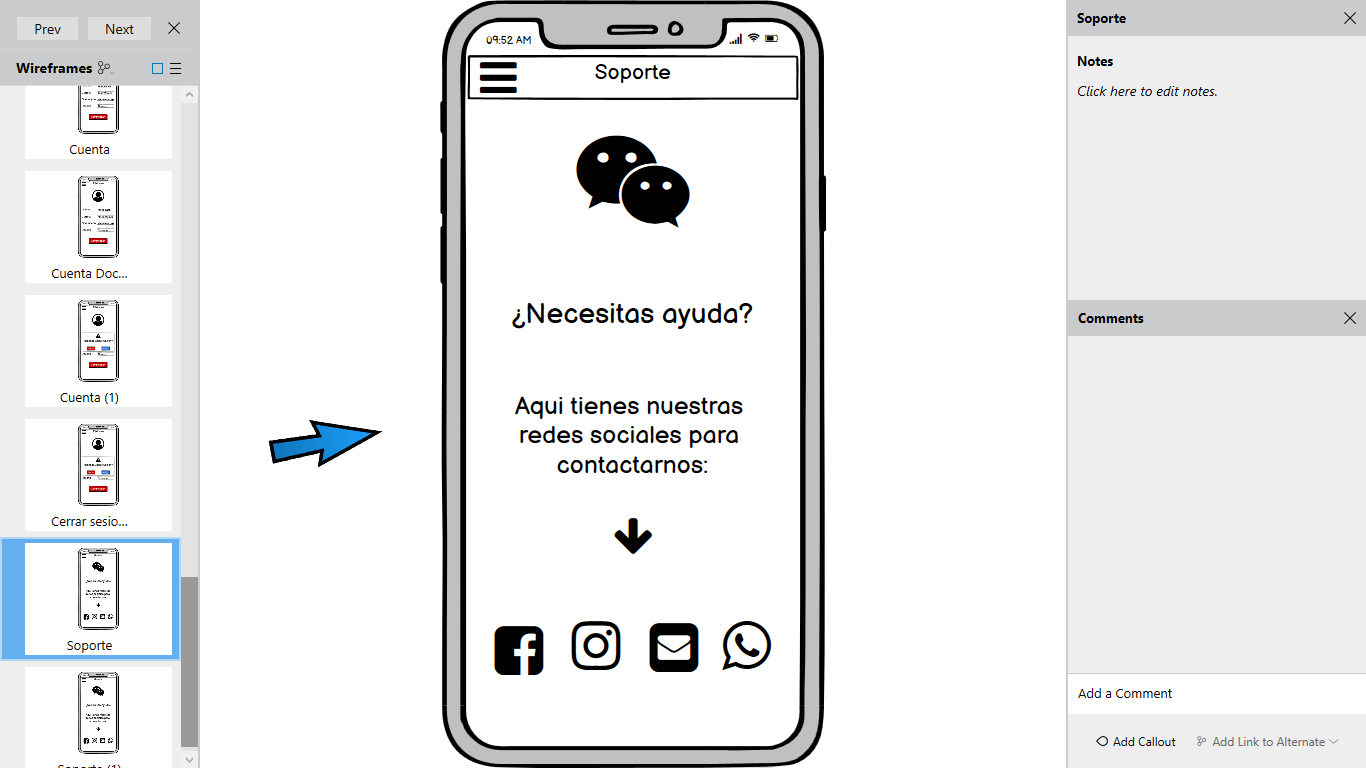 Prev
Next
Wireframes
Cuenta
Cuenta Doc...
Cuenta (1)
Cerrar sesio...
Soporte
09:52 AM
Soporte
¿Necesitas ayuda?
Aqui tienes nuestras
redes sociales para
contactarnos:
Soporte
Notes
Click here to edit notes.
Comments
Add a Comment
Add Callout
Add Link to Alternate